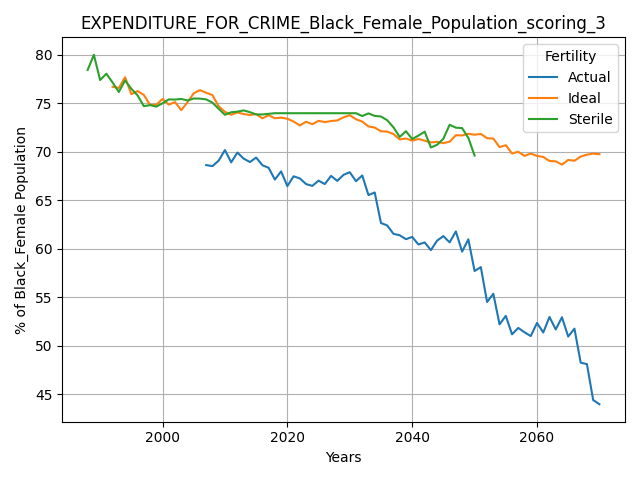 EXPENDITURE_FOR_CRIME_Black_Female_Population_scoring_3
Fertility
Actual
Ideal
Sterile
% of Black_Female Population
80
75
70
65
60
55
50
45
2000
2020
2040
2060
Years